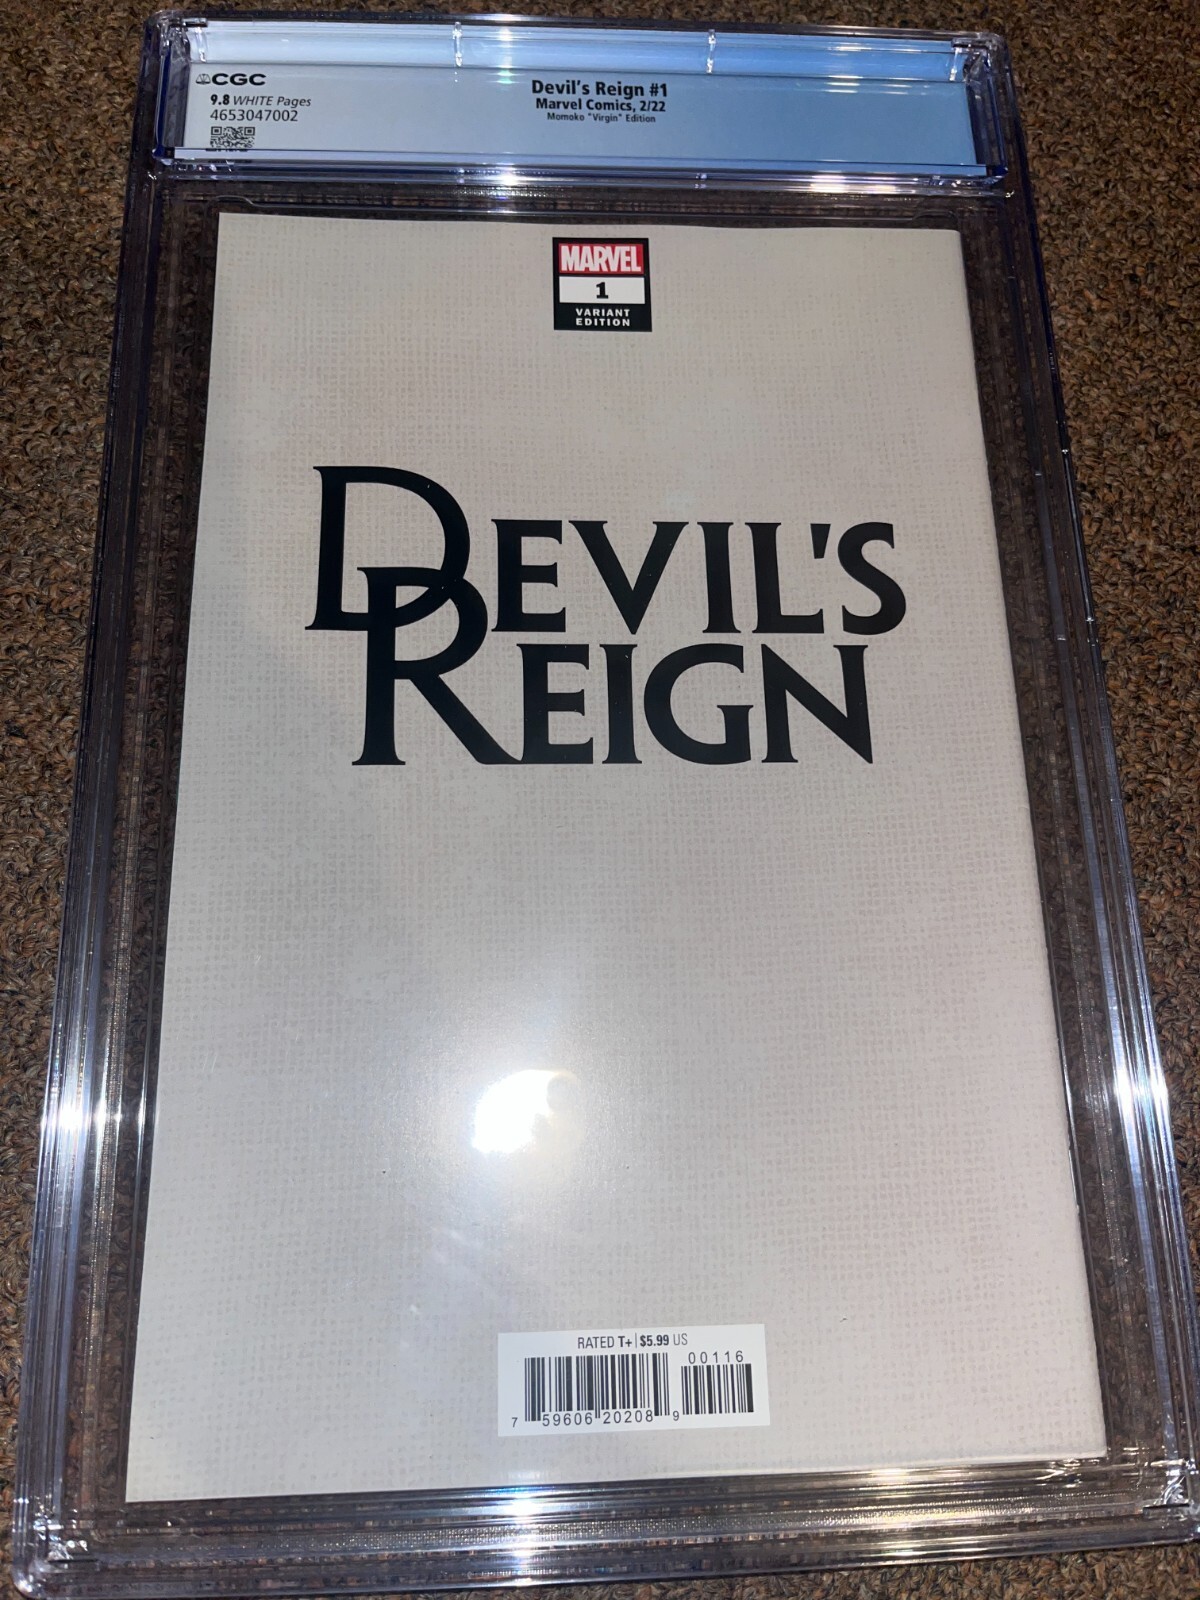 CGC
9.8 WHITE Pages
4653047002
Devil's Reign #1
Marvel Comics, 2/22
Momoko "Virgin" Edition
MARVEL
1
VARIANT
EDITION
DEVIL'S
REIGN
RATED T+ | $5.99 US
00116
7 59606 20208 9